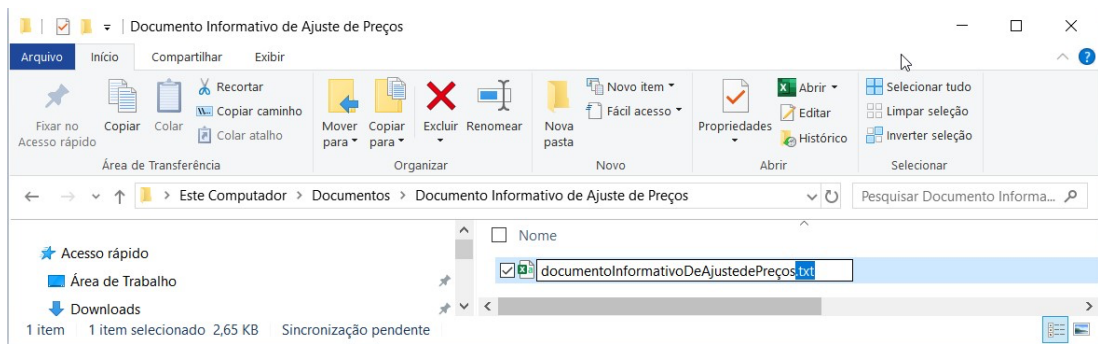 Documento Informativo de Ajuste de Preços
Arquivo Início Compartilhar Exibir
Fixar no Acesso rápido
Copiar
Colar
Recortar
Copiar caminho
Colar atalho
Mover para
Copiar para
Excluir
Renomear
Nova pasta
Novo item
Fácil acesso
Propriedades
Abrir
Editar
Histórico
Selecionar tudo
Limpar seleção
Inverter seleção
Área de Transferência Organizar Novo Abrir Selecionar
Este Computador > Documentos > Documento Informativo de Ajuste de Preços
Pesquisar Documento Informa...
Acesso rápido
Área de Trabalho
Downloads
Nome
documentoInformativoDeAjustedePreços.txt
1 item 1 item selecionado 2,65 KB Sincronização pendente